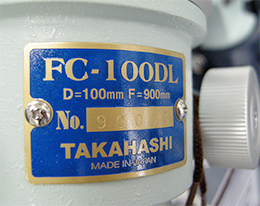 FC-100DL
D=100mm F=900mm
No.
TAKAHASHI
MADE IN JAPAN